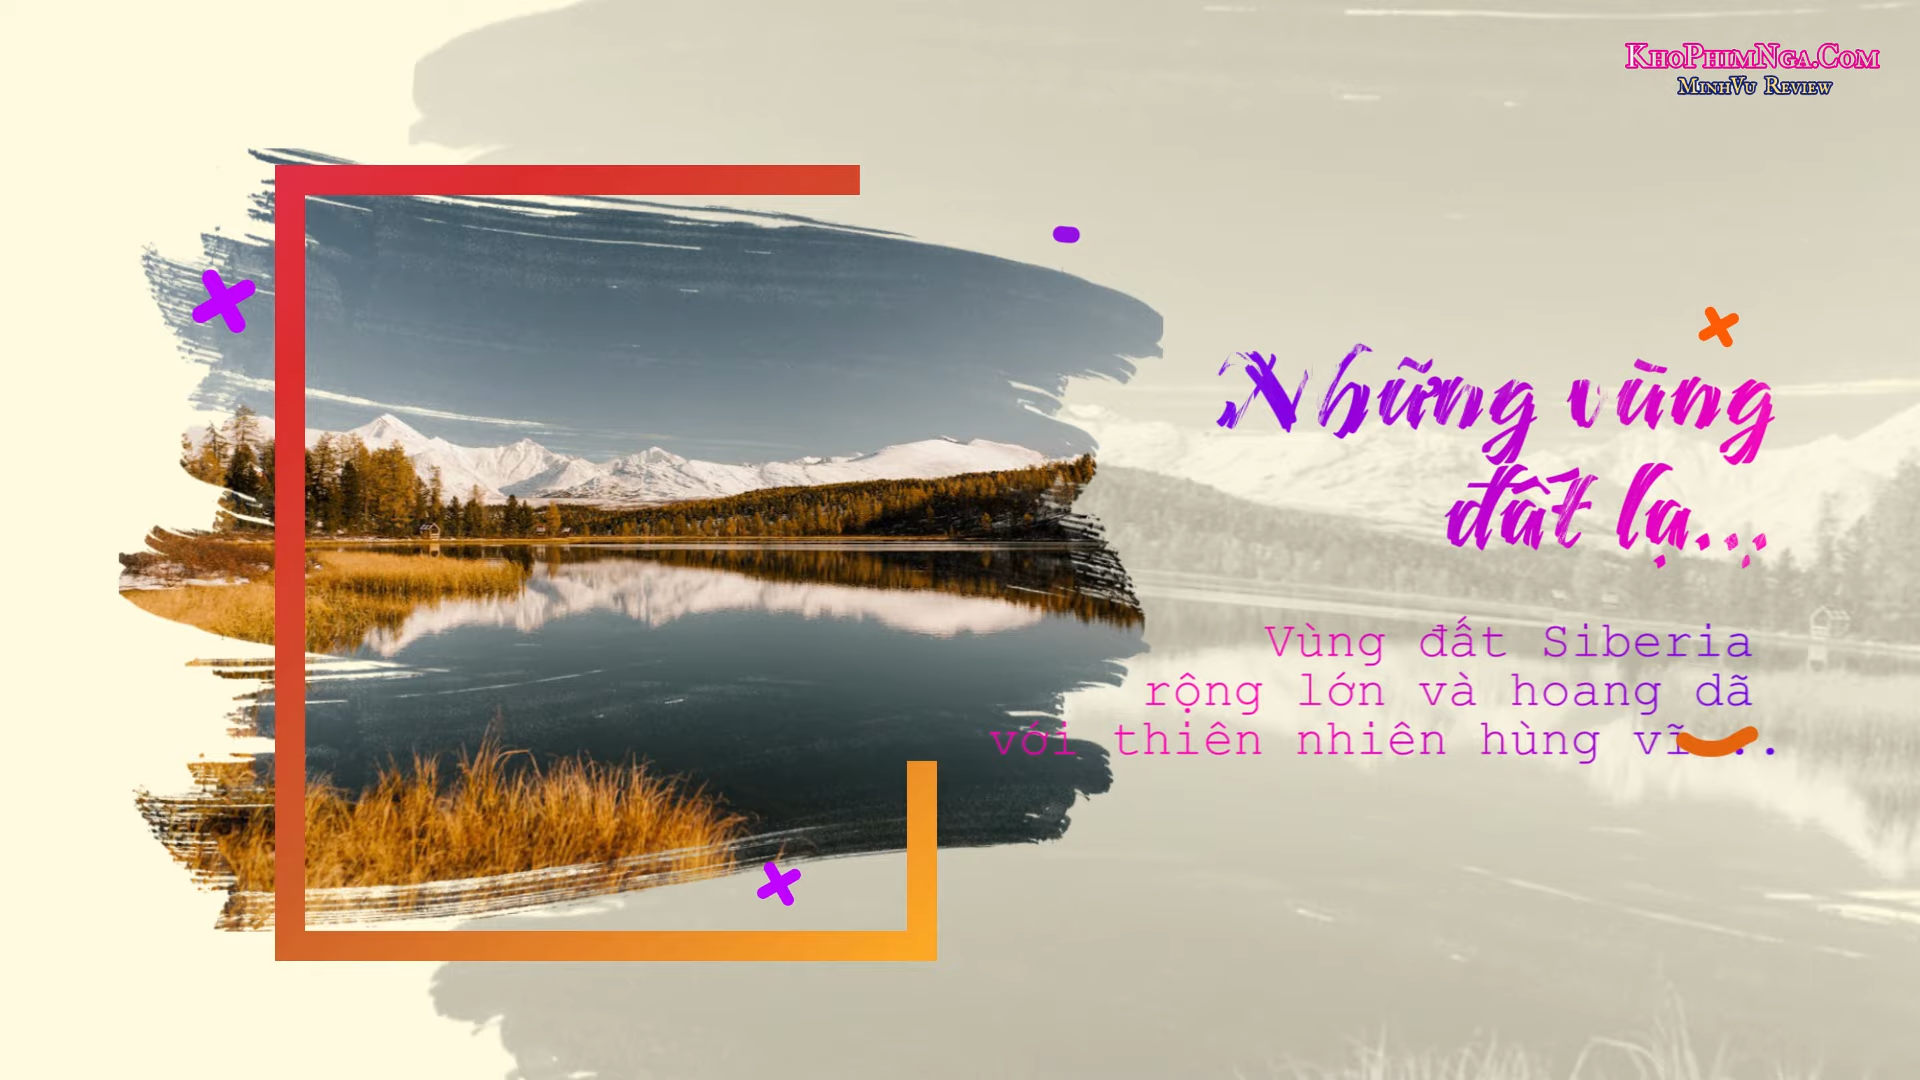 KhoPhimNga.Com
MinhVu Review
Những vùng
đất lạ...
Vùng đất Siberia
rộng lớn và hoang dã
với thiên nhiên hùng vĩ...